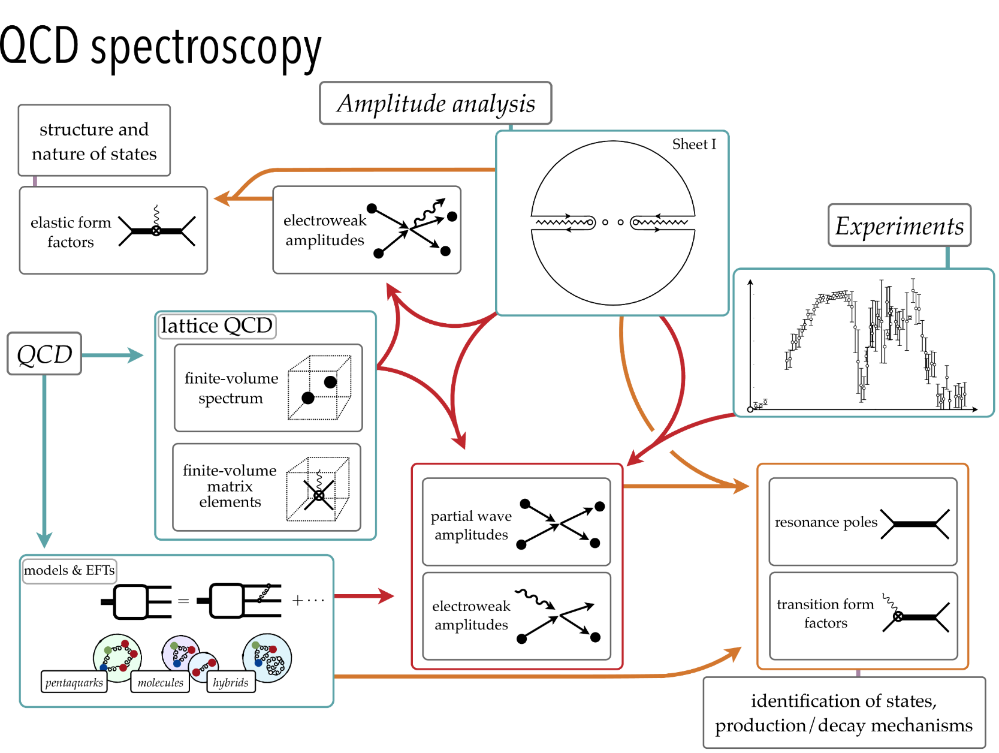 QCD spectroscopy
Amplitude analysis
structure and
nature of states
Sheet I
elastic form
factors
electroweak
amplitudes
Experiments
QCD
lattice QCD
finite-volume
spectrum
finite-volume
matrix
elements
models & EFTs
= + ···
pentaquarks
molecules
hybrids
partial wave
amplitudes
electroweak
amplitudes
resonance poles
transition form
factors
identification of states,
production/decay mechanisms